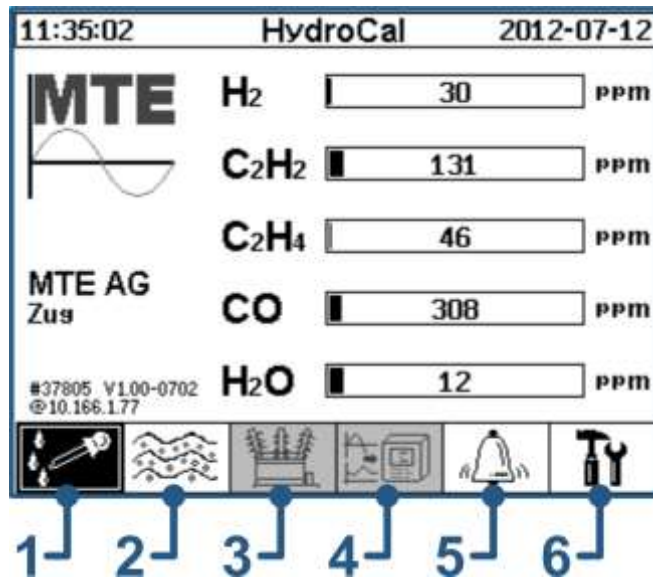 11:35:02 HydroCal 2012-07-12
MTE
H2 30 ppm
C2H2 131 ppm
C2H4 46 ppm
MTE AG
Zug
CO 308 ppm
#37805 V1.00-0702
@10.166.1.77
H2O 12 ppm
1 2 3 4 5 6